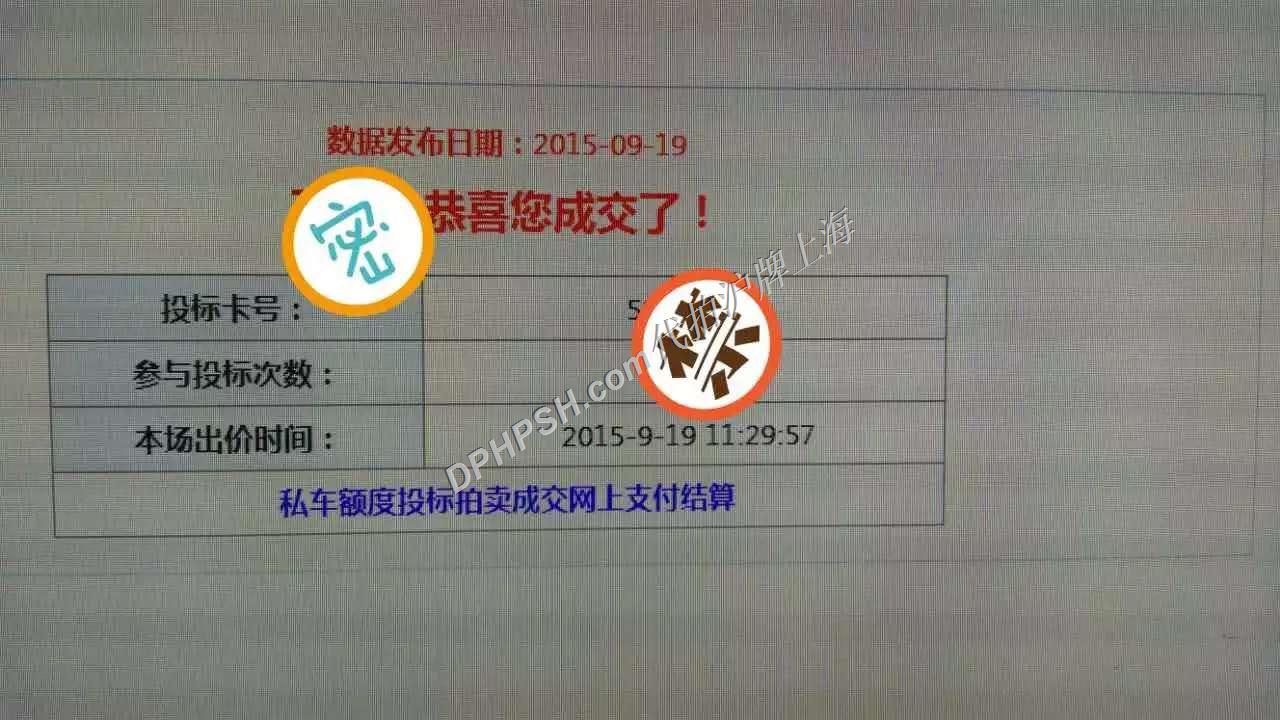 数据发布日期：2015-09-19
密
恭喜您成交了！
投标卡号： 5
参与投标次数：
本场出价时间： 2015-9-19 11:29:57
私车额度投标拍卖成交网上支付结算
DPHPSH.com代拍沪牌上海